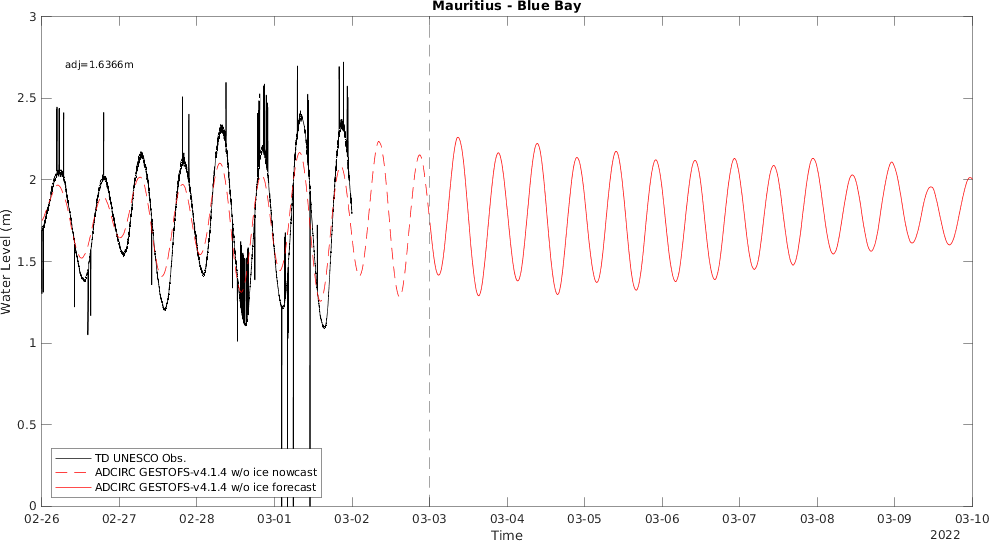 Mauritius - Blue Bay
3
adj=1.6366m
2.5
2
Water Level (m)
1.5
1
0.5
TD UNESCO Obs.
ADCIRC GESTOFS-v4.1.4 w/o ice nowcast
ADCIRC GESTOFS-v4.1.4 w/o ice forecast
0
02-26 02-27 02-28 03-01 03-02 03-03 03-04 03-05 03-06 03-07 03-08 03-09 03-10
Time
2022